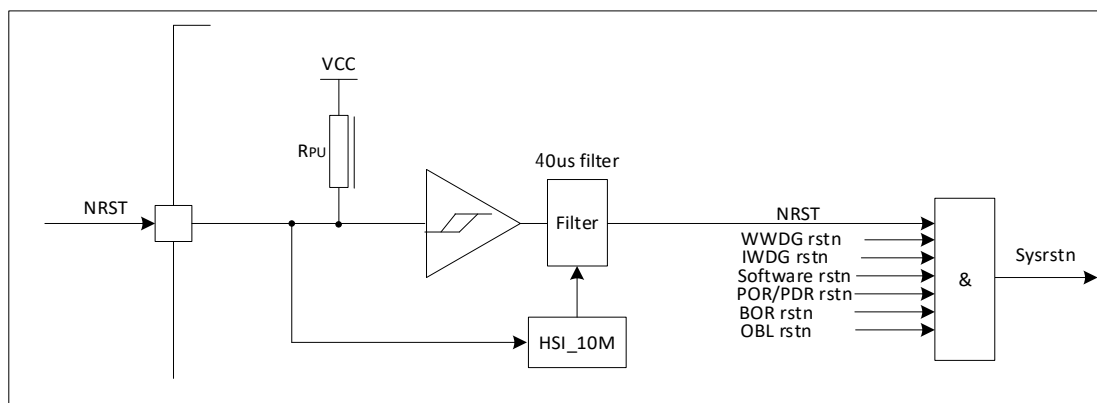 VCC
RPU
40us filter
NRST
Filter
NRST
WWDG rstn
IWDG rstn
Software rstn
POR/PDR rstn
BOR rstn
OBL rstn
&
Sysrstn
HSI_10M